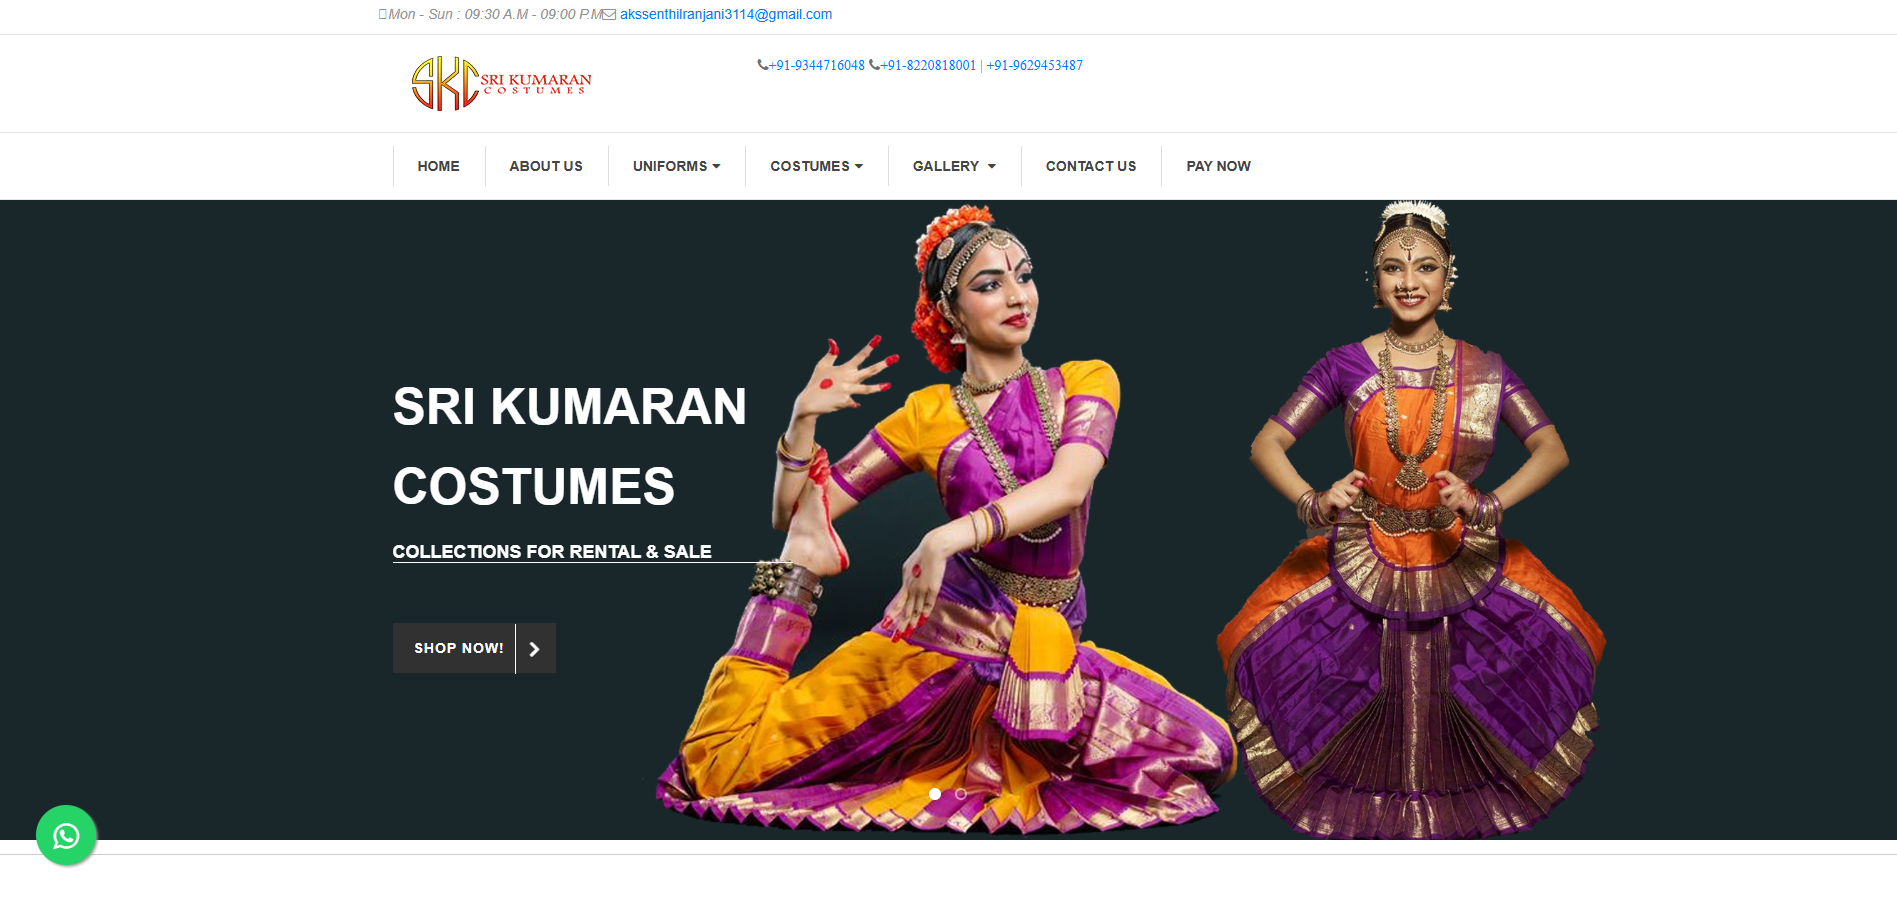 Mon - Sun : 09:30 A.M - 09:00 P.M akssenthilranjani3114@gmail.com
SKC SRI KUMARAN
COSTUMES
+91-9344716048 +91-8220818001 | +91-9629453487
HOME ABOUT US UNIFORMS COSTUMES GALLERY CONTACT US PAY NOW
SRI KUMARAN
COSTUMES
COLLECTIONS FOR RENTAL & SALE
SHOP NOW!